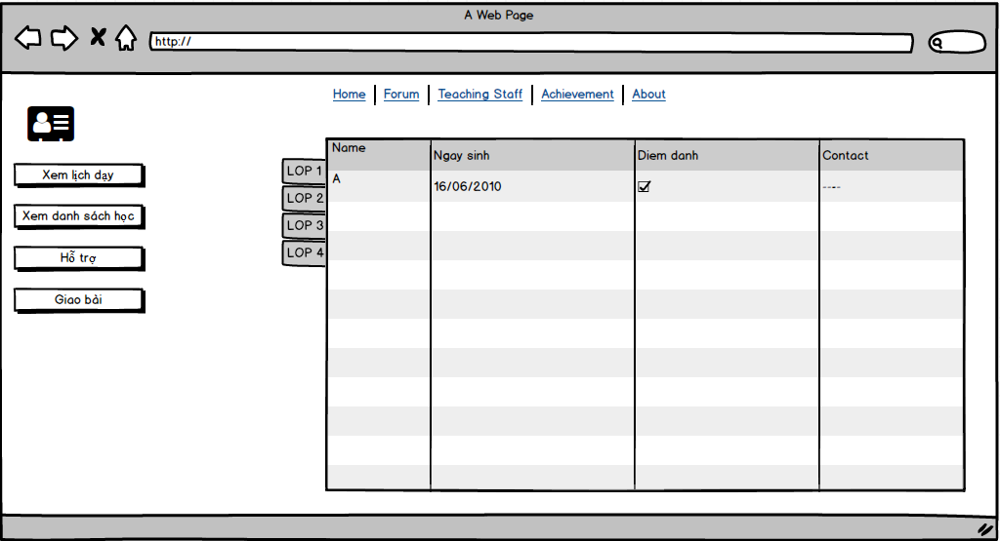 A Web Page
http://
Home Forum Teaching Staff Achievement About
Xem lịch dạy
Xem danh sách học
Hỗ trợ
Giao bài
LOP 1
LOP 2
LOP 3
LOP 4
Name Ngay sinh Diem danh Contact
A 16/06/2010 ----